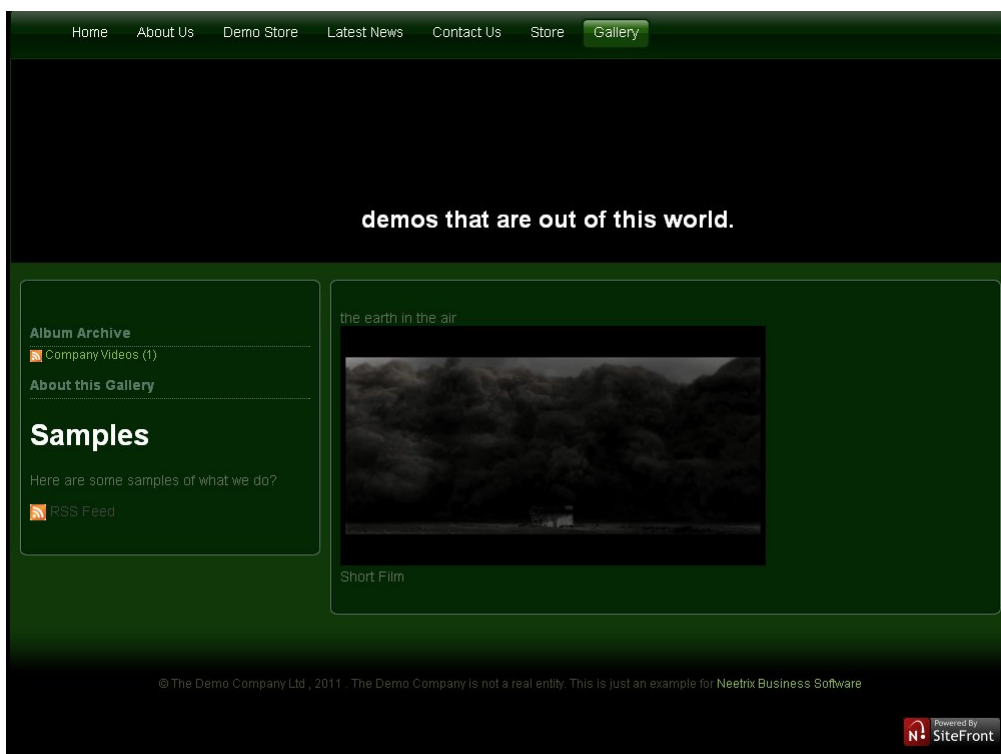 Home About Us Demo Store Latest News Contact Us Store Gallery
demos that are out of this world.
Album Archive
Company Videos (1)
About this Gallery
Samples
Here are some samples of what we do?
RSS Feed
the earth in the air
Short Film
© The Demo Company Ltd , 2011 . The Demo Company is not a real entity. This is just an example for Neetrix Business Software
N! Powered By
SiteFront